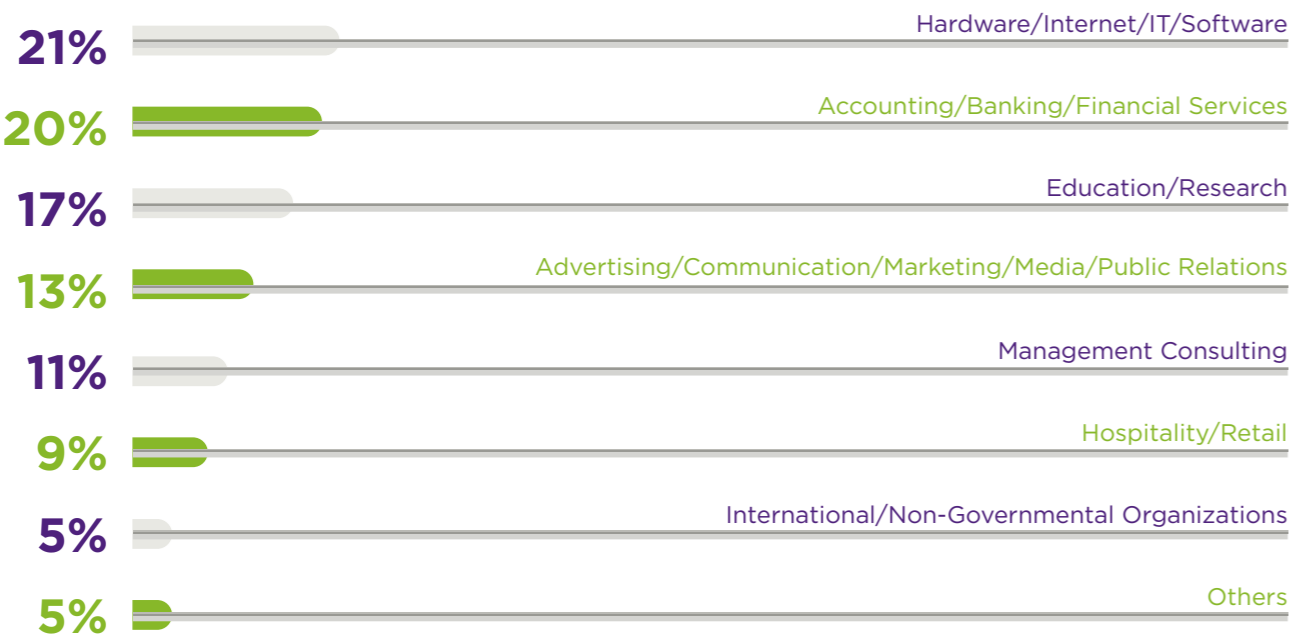 Hardware/Internet/IT/Software
21%
Accounting/Banking/Financial Services
20%
Education/Research
17%
Advertising/Communication/Marketing/Media/Public Relations
13%
Management Consulting
11%
Hospitality/Retail
9%
International/Non-Governmental Organizations
5%
Others
5%